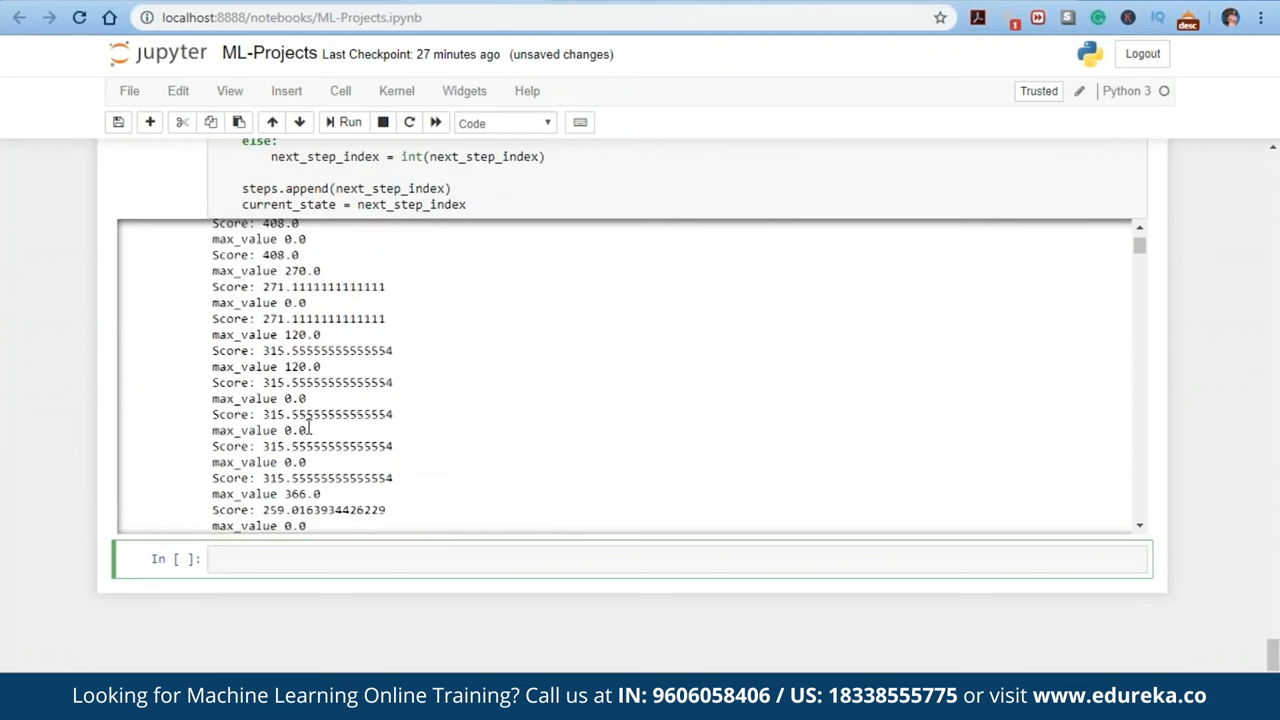 localhost:8888/notebooks/ML-Projects.ipynb
1
desc
jupyter ML-Projects Last Checkpoint: 27 minutes ago (unsaved changes)
Logout
File Edit View Insert Cell Kernel Widgets Help
Trusted
Python 3
Run
Code
else:
next_step_index = int(next_step_index)
steps.append(next_step_index)
current_state = next_step_index
Score: 408.0
max_value 0.0
Score: 408.0
max_value 270.0
Score: 271.1111111111111
max_value 0.0
Score: 271.1111111111111
max_value 120.0
Score: 315.55555555555554
max_value 120.0
Score: 315.55555555555554
max_value 0.0
Score: 315.55555555555554
max_value 0.0
Score: 315.55555555555554
max_value 0.0
Score: 315.55555555555554
max_value 366.0
Score: 259.0163934426229
max_value 0.0
In [ ]:
Looking for Machine Learning Online Training? Call us at IN: 9606058406 / US: 18338555775 or visit www.edureka.co